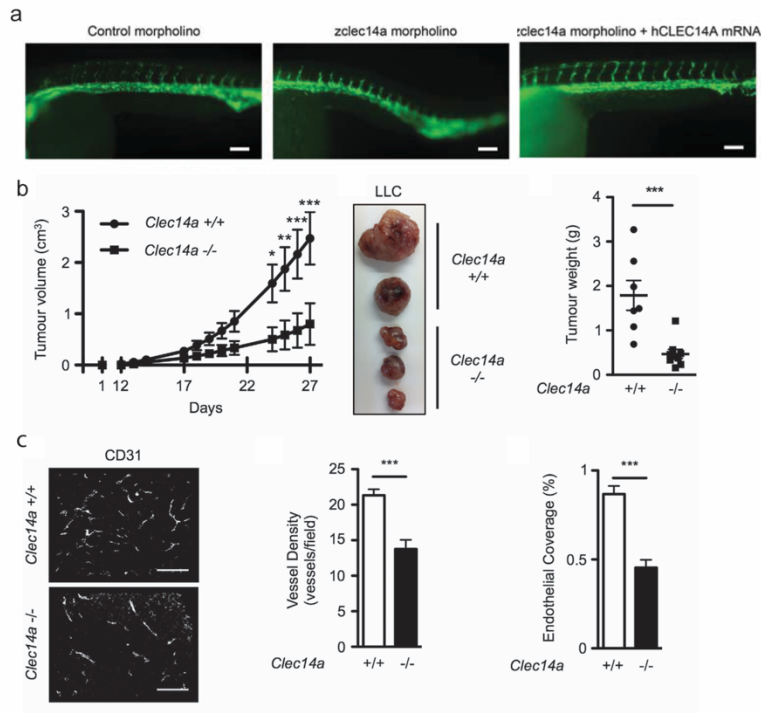 a
Control morpholino
zclec14a morpholino
zclec14a morpholino + hCLEC14A mRNA
b
Tumour volume (cm³)
3
2
1
0
Clec14a +/+
Clec14a -/-
*
**
***
***
1 12 17 22 27
Days
LLC
Clec14a
+/+
Clec14a
-/-
Tumour weight (g)
4
3
2
1
0
***
Clec14a +/+ -/-
c
CD31
Clec14a +/+
Clec14a -/-
Vessel Density
(vessels/field)
25
20
15
10
5
0
***
Clec14a +/+ -/-
Endothelial Coverage (%)
1
0.5
0
***
Clec14a +/+ -/-